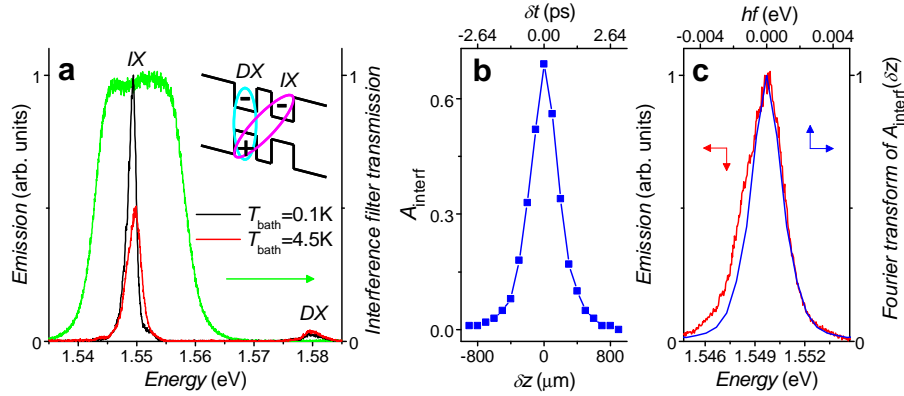 a
IX
DX
IX
T_bath=0.1K
T_bath=4.5K
DX
Emission (arb. units)
Interference filter transmission
0
1
0
1
1.54
1.55
1.56
1.57
1.58
Energy (eV)
δt (ps)
-2.64
0.00
2.64
b
A_interf
0.6
0.3
0.0
-800
0
800
δz (μm)
hf (eV)
-0.004
0.000
0.004
c
Emission (arb. units)
Fourier transform of A_interf(δz)
1
0
1
0
1.546
1.549
1.552
Energy (eV)